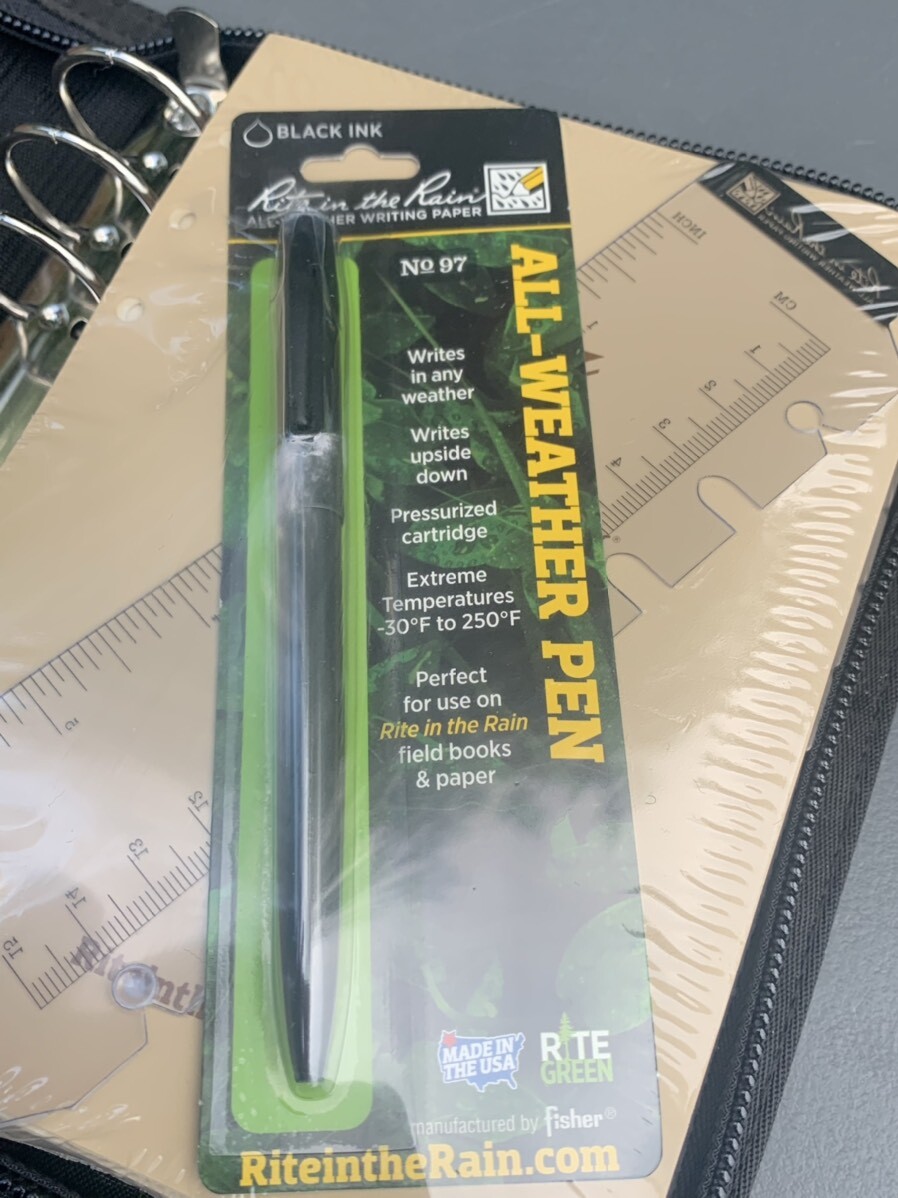 BLACK INK
Rite in the Rain
WRITING PAPER
No 97
ALL-WEATHER PEN
Writes
in any
weather
Writes
upside
down
Pressurized
cartridge
Extreme
Temperatures
-30°F to 250°F
Perfect
for use on
Rite in the Rain
field books
& paper
MADE IN
THE USA
RITE
GREEN
manufactured by fisher®
RiteintheRain.com
INCH
CM
1
2
3
4
1
2
12
13
14
15